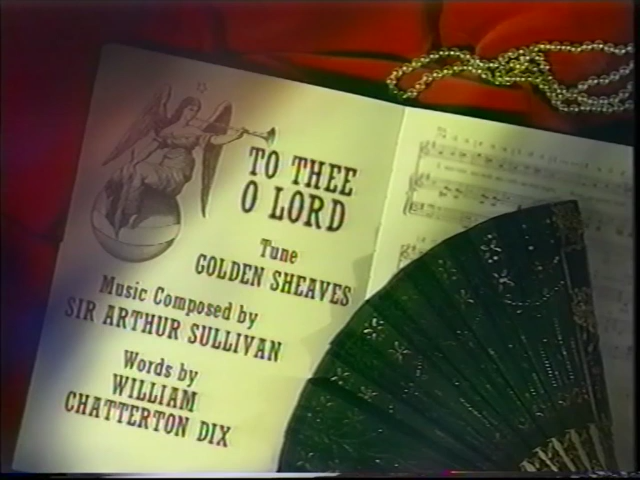 TO THEE
O LORD
Tune
GOLDEN SHEAVES
Music Composed by
SIR ARTHUR SULLIVAN
Words by
WILLIAM
CHATTERTON DIX